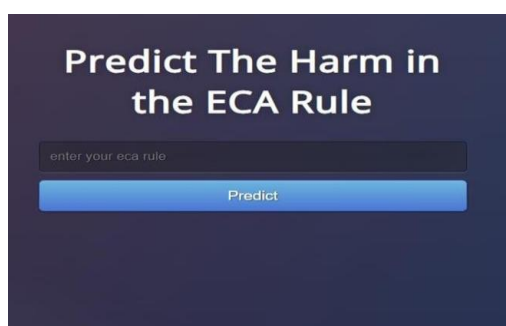 Predict The Harm in
the ECA Rule
enter your eca rule
Predict